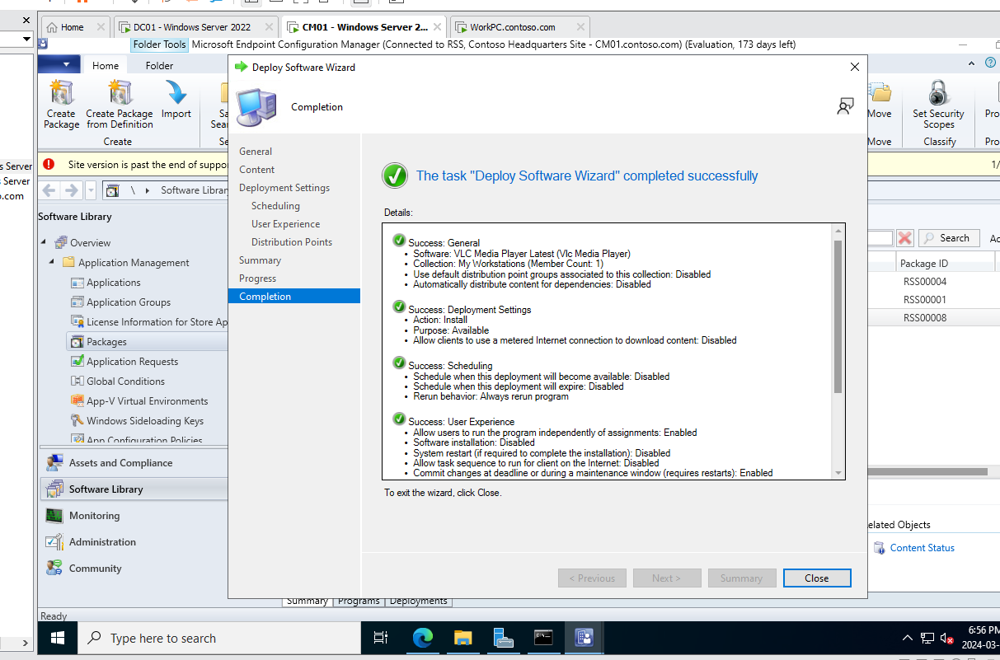 Home
DC01 - Windows Server 2022
CM01 - Windows Server 2...
WorkPC.contoso.com
Folder Tools
Microsoft Endpoint Configuration Manager (Connected to RSS, Contoso Headquarters Site - CM01.contoso.com) (Evaluation, 173 days left)
Home
Folder
Create Package
Create Package from Definition
Import
Sa
Sear
Create
Se
Move
Move
Set Security Scopes
Classify
Pro
Pro
Site version is past the end of suppo
1/
s Server
Server
o.com
\
Software Librar
Software Library
Overview
Application Management
Applications
Application Groups
License Information for Store Ap
Packages
Application Requests
Global Conditions
App-V Virtual Environments
Windows Sideloading Keys
App Configuration Policies
Assets and Compliance
Software Library
Monitoring
Administration
Community
Ready
Deploy Software Wizard
Completion
General
Content
Deployment Settings
Scheduling
User Experience
Distribution Points
Summary
Progress
Completion
The task "Deploy Software Wizard" completed successfully
Details:
Success: General
• Software: VLC Media Player Latest (Vlc Media Player)
• Collection: My Workstations (Member Count: 1)
• Use default distribution point groups associated to this collection: Disabled
• Automatically distribute content for dependencies: Disabled
Success: Deployment Settings
• Action: Install
• Purpose: Available
• Allow clients to use a metered Internet connection to download content: Disabled
Success: Scheduling
• Schedule when this deployment will become available: Disabled
• Schedule when this deployment will expire: Disabled
• Rerun behavior: Always rerun program
Success: User Experience
• Allow users to run the program independently of assignments: Enabled
• Software installation: Disabled
• System restart (if required to complete the installation): Disabled
• Allow task sequence to run for client on the Internet: Disabled
• Commit changes at deadline or during a maintenance window (requires restarts): Enabled
To exit the wizard, click Close.
< Previous
Next >
Summary
Close
Search
Package ID
RSS00004
RSS00001
RSS00008
elated Objects
Content Status
Summary
Programs
Deployments
Type here to search
6:56 PM
2024-03-